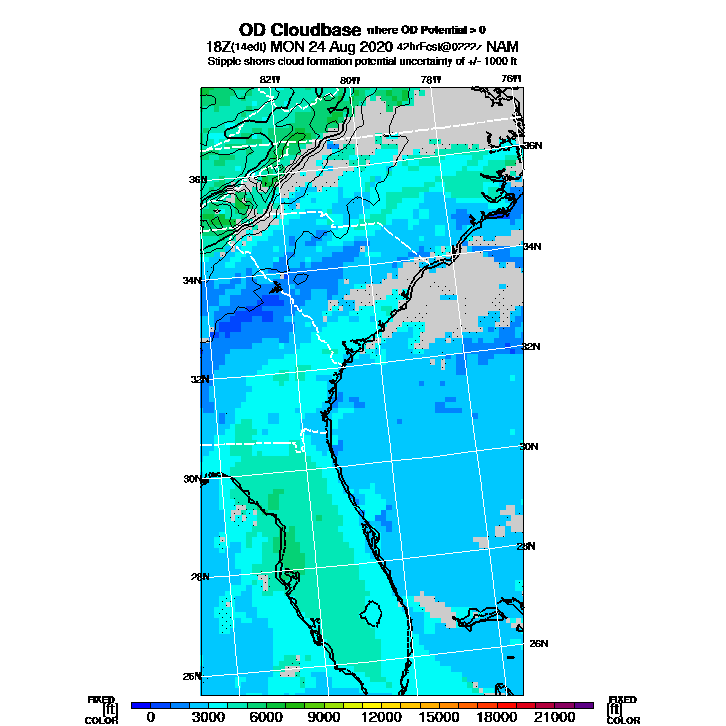 OD Cloudbase where OD Potential > 0
18Z(14edt) MON 24 Aug 2020 NAM
Stipple shows cloud formation potential uncertainty of +/- 1000 ft
82W 80W 78W 76W
36N
36N
34N
34N
32N
32N
30N
30N
28N
28N
26N
26N
FIXED FIXED
[ft] [ft]
COLOR 0 3000 6000 9000 12000 15000 18000 21000 COLOR